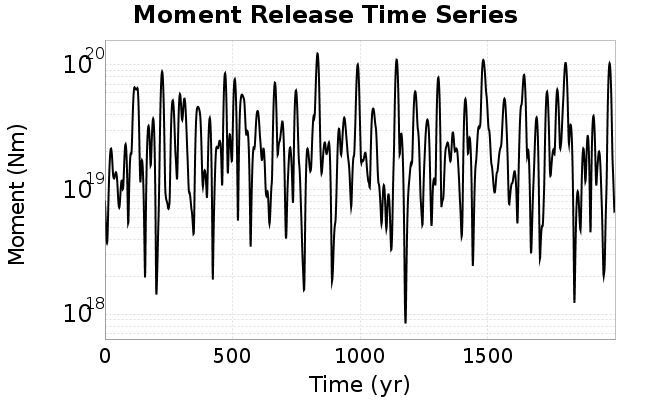 Moment Release Time Series
10^20
10^19
10^18
Moment (Nm)
0 500 1000 1500
Time (yr)